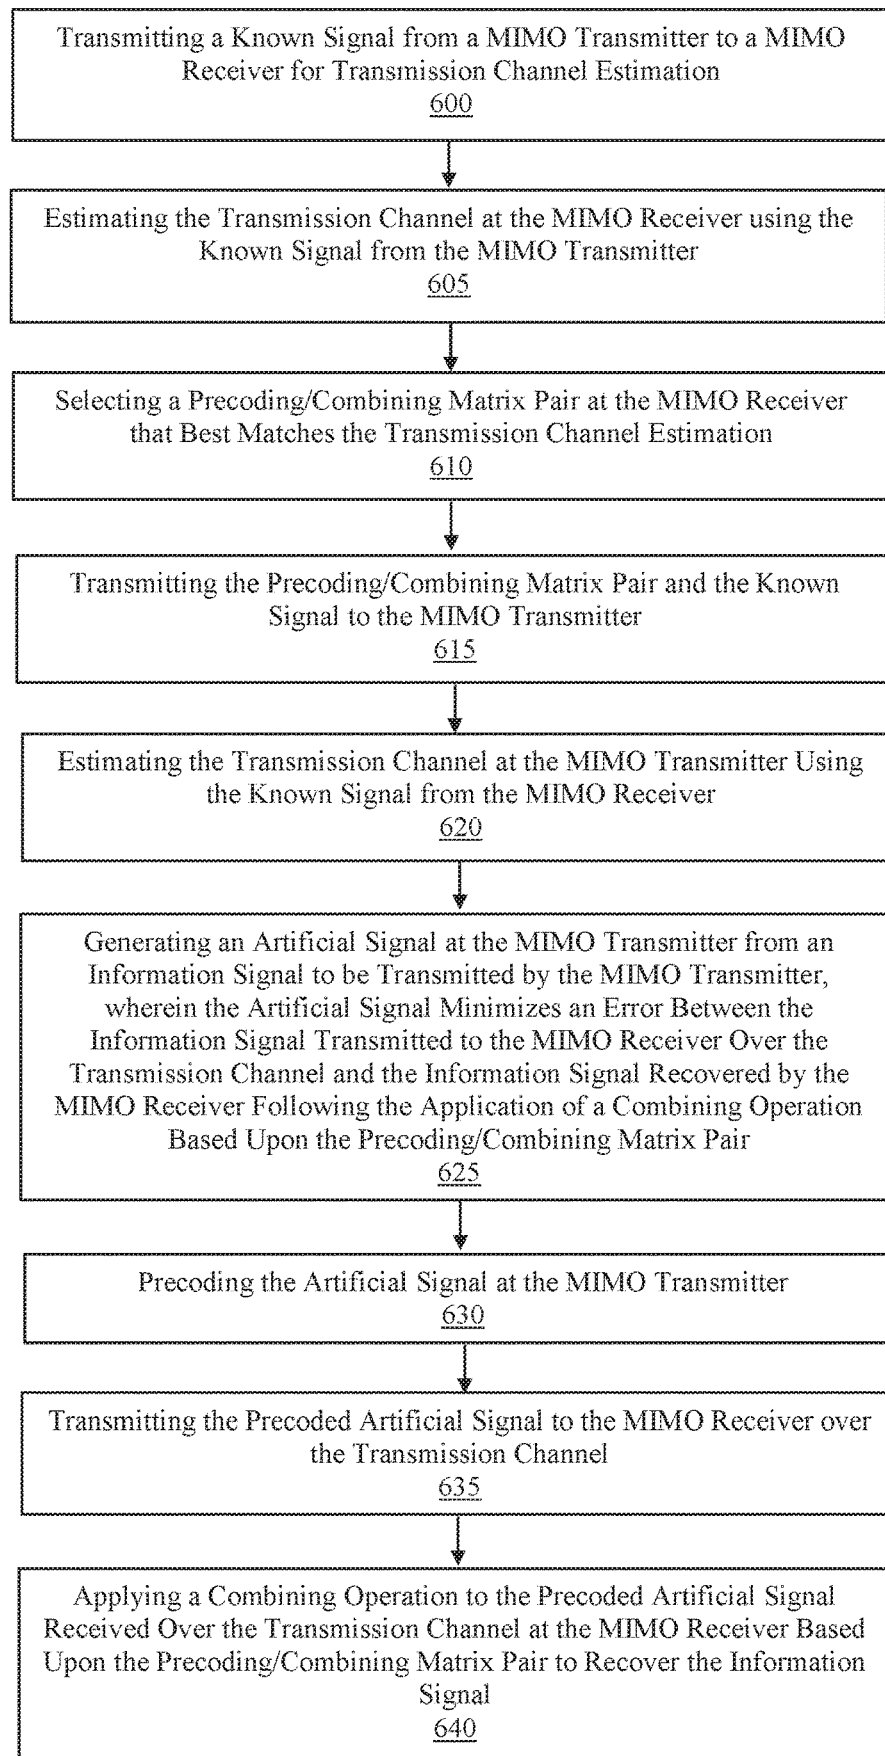 Transmitting a Known Signal from a MIMO Transmitter to a MIMO
Receiver for Transmission Channel Estimation
600
Estimating the Transmission Channel at the MIMO Receiver using the
Known Signal from the MIMO Transmitter
605
Selecting a Precoding/Combining Matrix Pair at the MIMO Receiver
that Best Matches the Transmission Channel Estimation
610
Transmitting the Precoding/Combining Matrix Pair and the Known
Signal to the MIMO Transmitter
615
Estimating the Transmission Channel at the MIMO Transmitter Using
the Known Signal from the MIMO Receiver
620
Generating an Artificial Signal at the MIMO Transmitter from an
Information Signal to be Transmitted by the MIMO Transmitter,
wherein the Artificial Signal Minimizes an Error Between the
Information Signal Transmitted to the MIMO Receiver Over the
Transmission Channel and the Information Signal Recovered by the
MIMO Receiver Following the Application of a Combining Operation
Based Upon the Precoding/Combining Matrix Pair
625
Precoding the Artificial Signal at the MIMO Transmitter
630
Transmitting the Precoded Artificial Signal to the MIMO Receiver over
the Transmission Channel
635
Applying a Combining Operation to the Precoded Artificial Signal
Received Over the Transmission Channel at the MIMO Receiver Based
Upon the Precoding/Combining Matrix Pair to Recover the Information
Signal
640